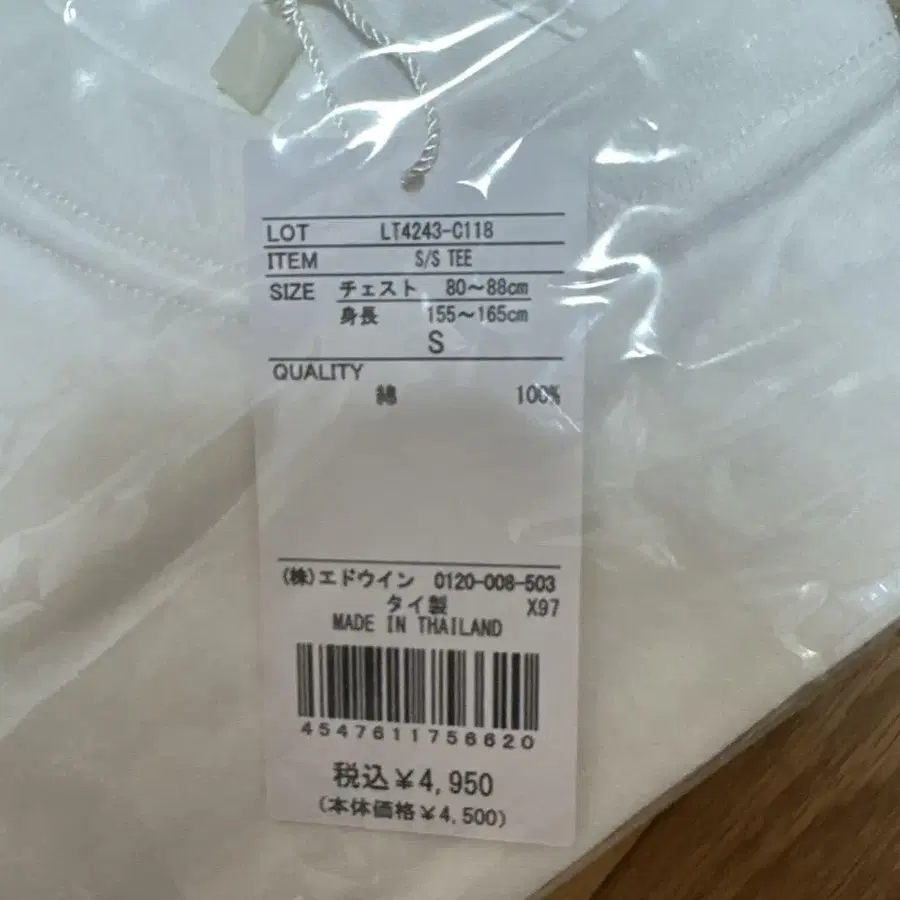 LOT LT4243-C118
ITEM S/S TEE
SIZE チェスト 80～88cm
身長 155～165cm
S
QUALITY
綿 100%
(株)エドウイン 0120-008-503
タイ製 X97
MADE IN THAILAND
4547611756620
税込¥4,950
(本体価格¥4,500)